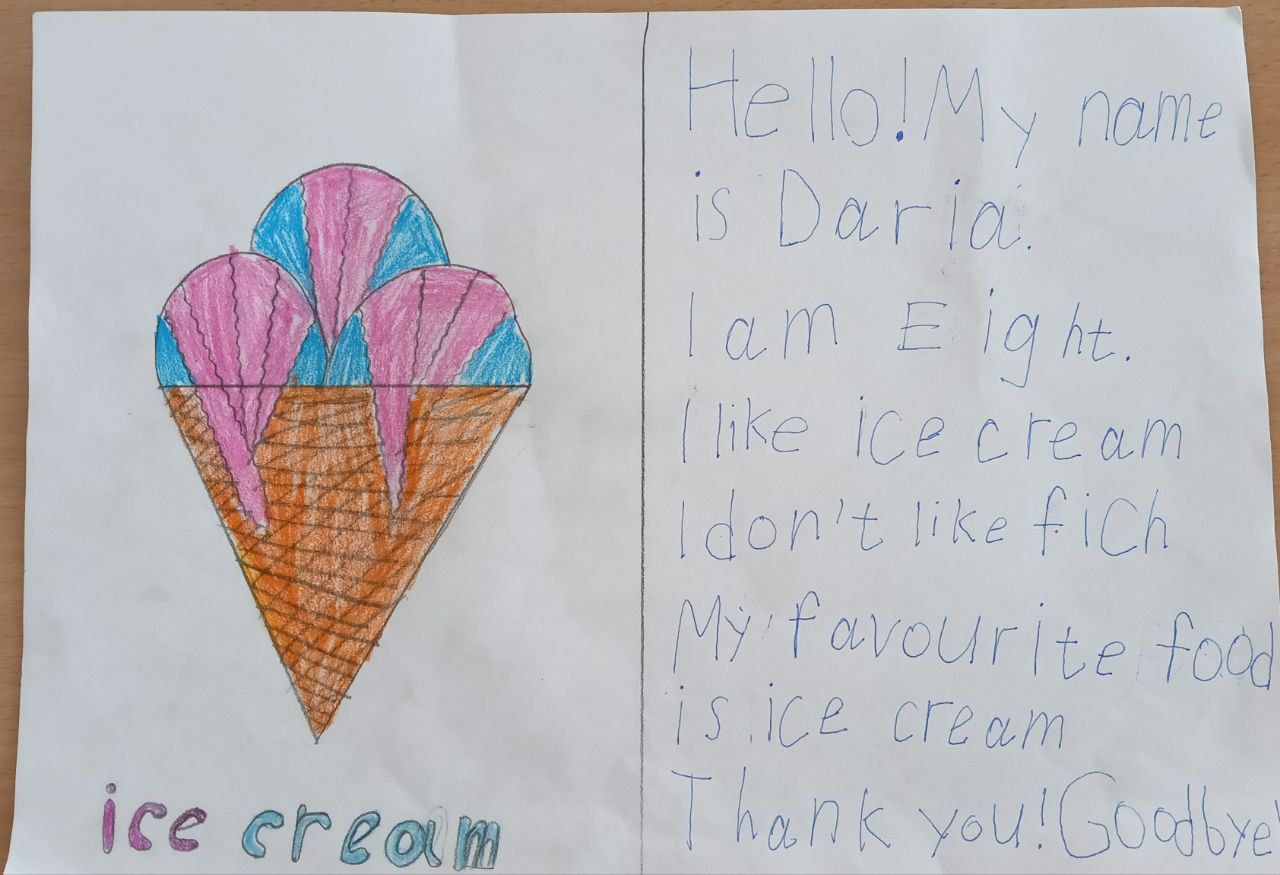 ice cream
Hello! My name
is Daria.
I am Eight.
I like ice cream
I don't like fich
My favourite food
is ice cream
Thank you! Goodbye!